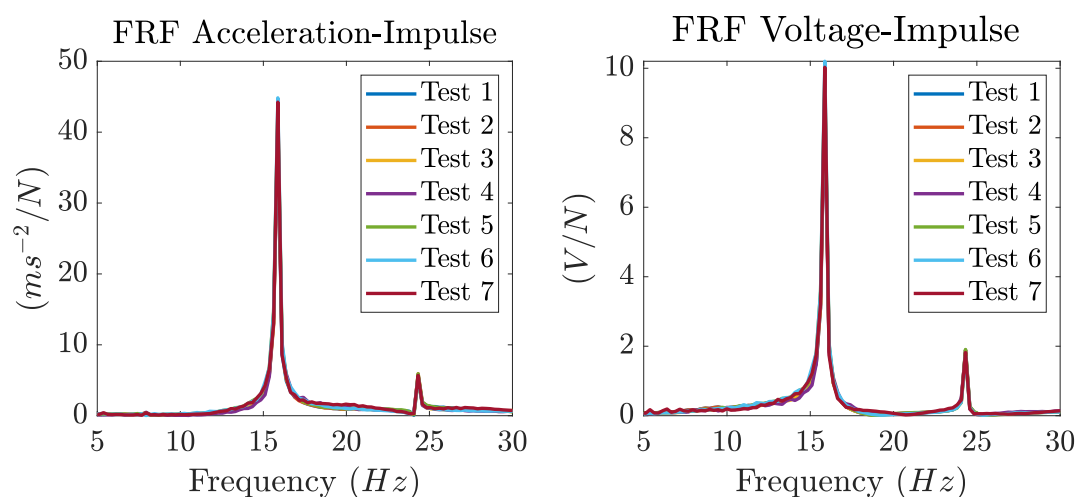 FRF Acceleration-Impulse
50
40
30
20
10
0
(ms⁻²/N)
Test 1
Test 2
Test 3
Test 4
Test 5
Test 6
Test 7
5 10 15 20 25 30
Frequency (Hz)
FRF Voltage-Impulse
10
8
6
4
2
0
(V/N)
Test 1
Test 2
Test 3
Test 4
Test 5
Test 6
Test 7
5 10 15 20 25 30
Frequency (Hz)